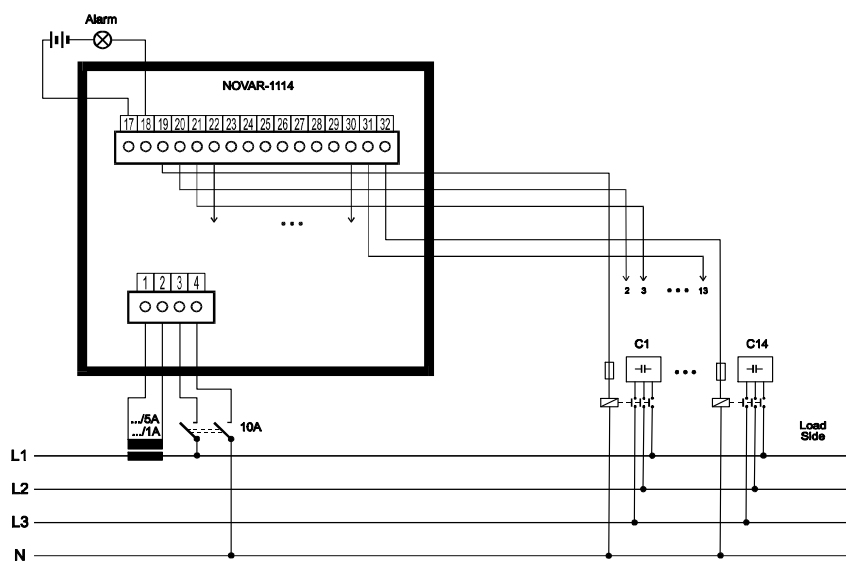 Alarm
NOVAR-1114
17 18 19 20 21 22 23 24 25 26 27 28 29 30 31 32
1 2 3 4
2 3 13
C1 C14
.../5A
.../1A
10A
Load
Side
L1
L2
L3
N